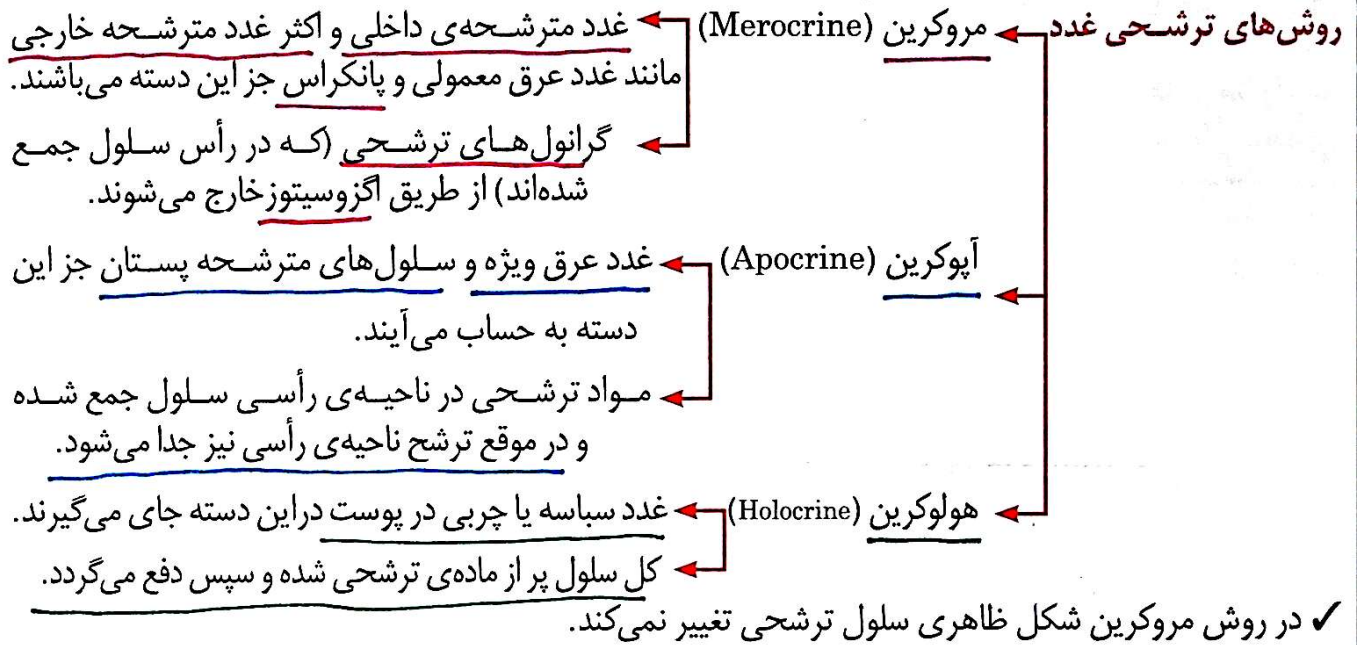 روش‌های ترشحی غدد مروکرین (Merocrine) غدد مترشحه‌ی داخلی و اکثر غدد مترشحه خارجی
مانند غدد عرق معمولی و پانکراس جز این دسته می‌باشند.
گرانول‌های ترشحی (که در رأس سلول جمع
شده‌اند) از طریق اگزوسیتوز خارج می‌شوند.
آپوکرین (Apocrine) غدد عرق ویژه و سلول‌های مترشحه پستان جز این
دسته به حساب می‌آیند.
مواد ترشحی در ناحیه‌ی رأسی سلول جمع شده
و در موقع ترشح ناحیه‌ی رأسی نیز جدا می‌شود.
هولوکرین (Holocrine) غدد سباسه یا چربی در پوست دراین دسته جای می‌گیرند.
کل سلول پر از ماده‌ی ترشحی شده و سپس دفع می‌گردد.
✓ در روش مروکرین شکل ظاهری سلول ترشحی تغییر نمی‌کند.